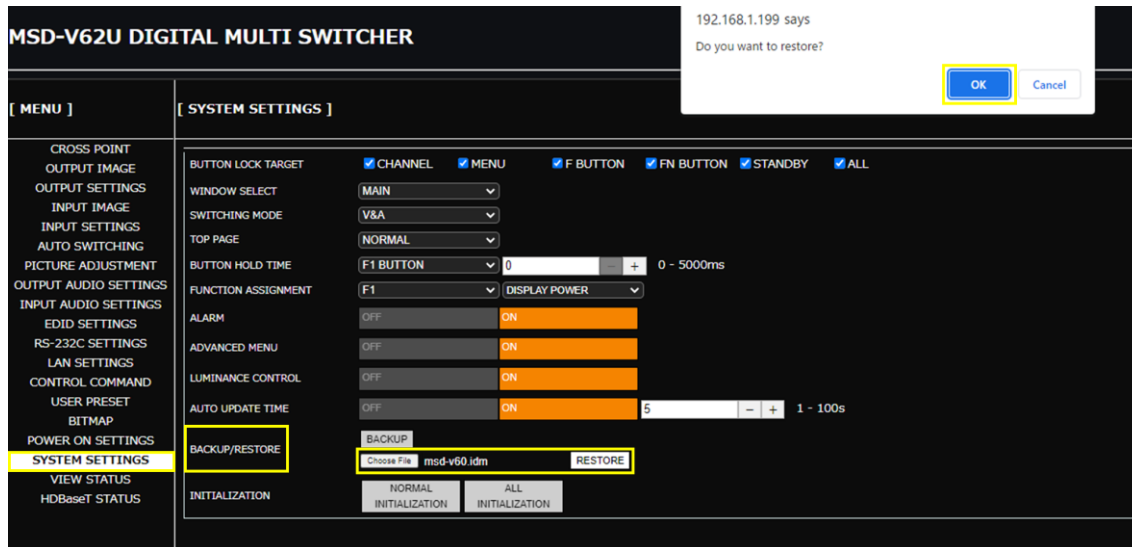 192.168.1.199 says
Do you want to restore?
OK Cancel
MSD-V62U DIGITAL MULTI SWITCHER
[ MENU ]
CROSS POINT
OUTPUT IMAGE
OUTPUT SETTINGS
INPUT IMAGE
INPUT SETTINGS
AUTO SWITCHING
PICTURE ADJUSTMENT
OUTPUT AUDIO SETTINGS
INPUT AUDIO SETTINGS
EDID SETTINGS
RS-232C SETTINGS
LAN SETTINGS
CONTROL COMMAND
USER PRESET
BITMAP
POWER ON SETTINGS
SYSTEM SETTINGS
VIEW STATUS
HDBaseT STATUS
[ SYSTEM SETTINGS ]
BUTTON LOCK TARGET CHANNEL MENU F BUTTON FN BUTTON STANDBY ALL
WINDOW SELECT MAIN
SWITCHING MODE V&A
TOP PAGE NORMAL
BUTTON HOLD TIME F1 BUTTON 0 - + 0 - 5000ms
FUNCTION ASSIGNMENT F1 DISPLAY POWER
ALARM OFF ON
ADVANCED MENU OFF ON
LUMINANCE CONTROL OFF ON
AUTO UPDATE TIME OFF ON 5 - + 1 - 100s
BACKUP/RESTORE BACKUP
Choose File msd-v60.idm RESTORE
INITIALIZATION NORMAL INITIALIZATION ALL INITIALIZATION